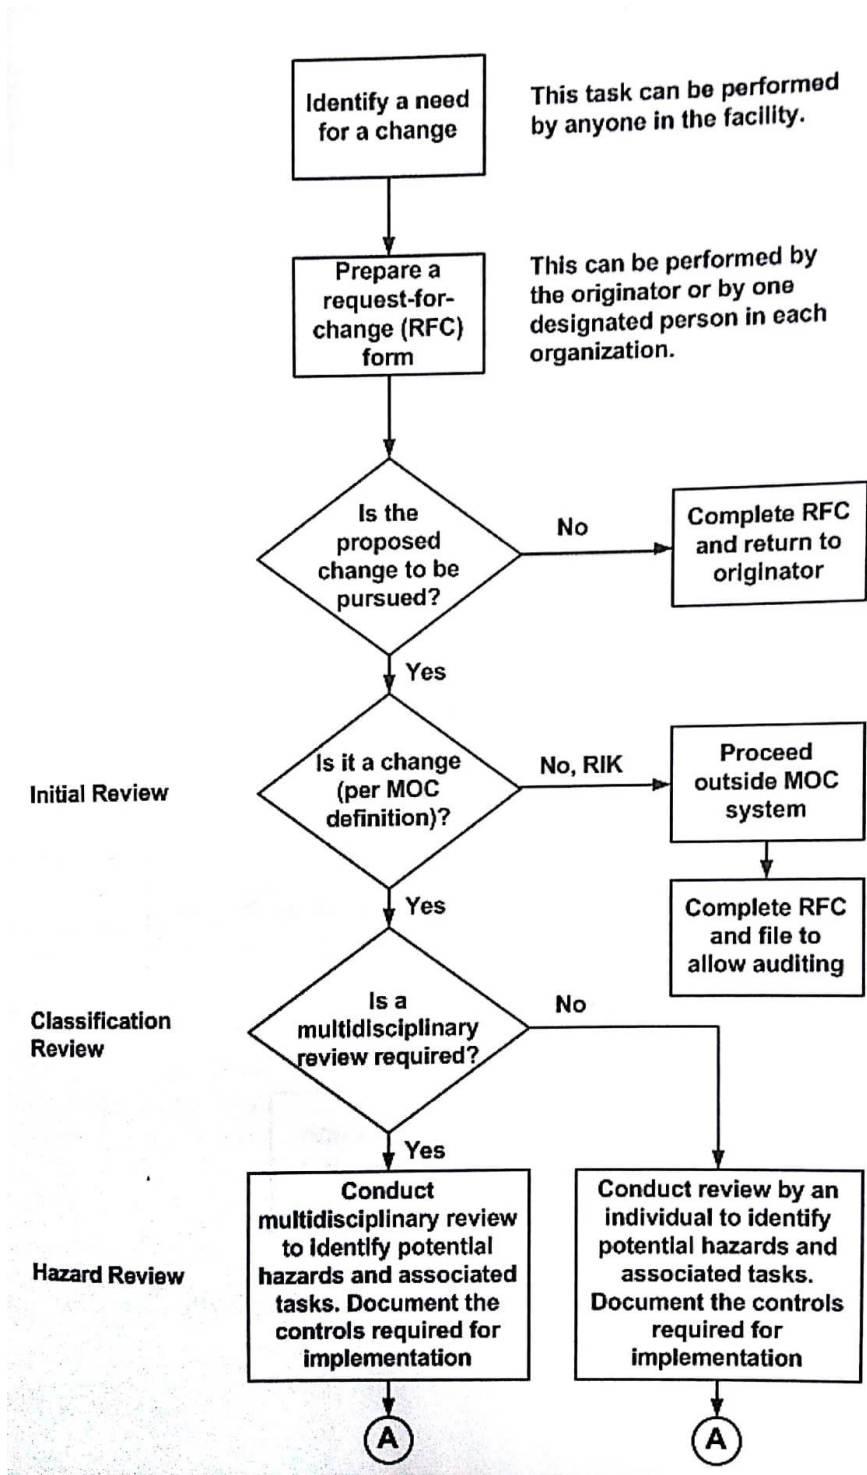 Identify a need
for a change
This task can be performed
by anyone in the facility.
Prepare a
request-for-
change (RFC)
form
This can be performed by
the originator or by one
designated person in each
organization.
Is the
proposed
change to be
pursued?
No
Complete RFC
and return to
originator
Yes
Initial Review
Is it a change
(per MOC
definition)?
No, RIK
Proceed
outside MOC
system
Yes
Complete RFC
and file to
allow auditing
Classification
Review
Is a
multidisciplinary
review required?
No
Yes
Hazard Review
Conduct
multidisciplinary review
to identify potential
hazards and associated
tasks. Document the
controls required for
implementation
Conduct review by an
individual to identify
potential hazards and
associated tasks.
Document the controls
required for
implementation
A
A